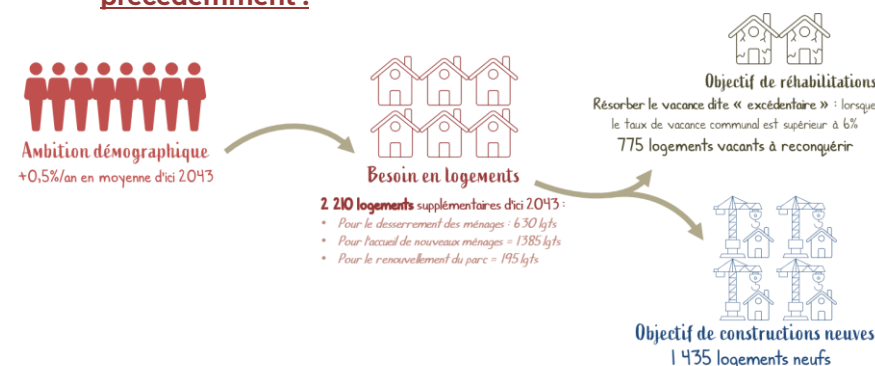 précédemment :
Ambition démographique
+0,5%/an en moyenne d'ici 2043
Besoin en logements
2 210 logements supplémentaires d'ici 2043 :
• Pour le desserrement des ménages : 630 lgts
• Pour l'accueil de nouveaux ménages = 1385 lgts
• Pour le renouvellement du parc = 195 lgts
Objectif de réhabilitations
Résorber le vacance dite « excédentaire » : lorsque
le taux de vacance communal est supérieur à 6%
775 logements vacants à reconquérir
Objectif de constructions neuves
1 435 logements neufs